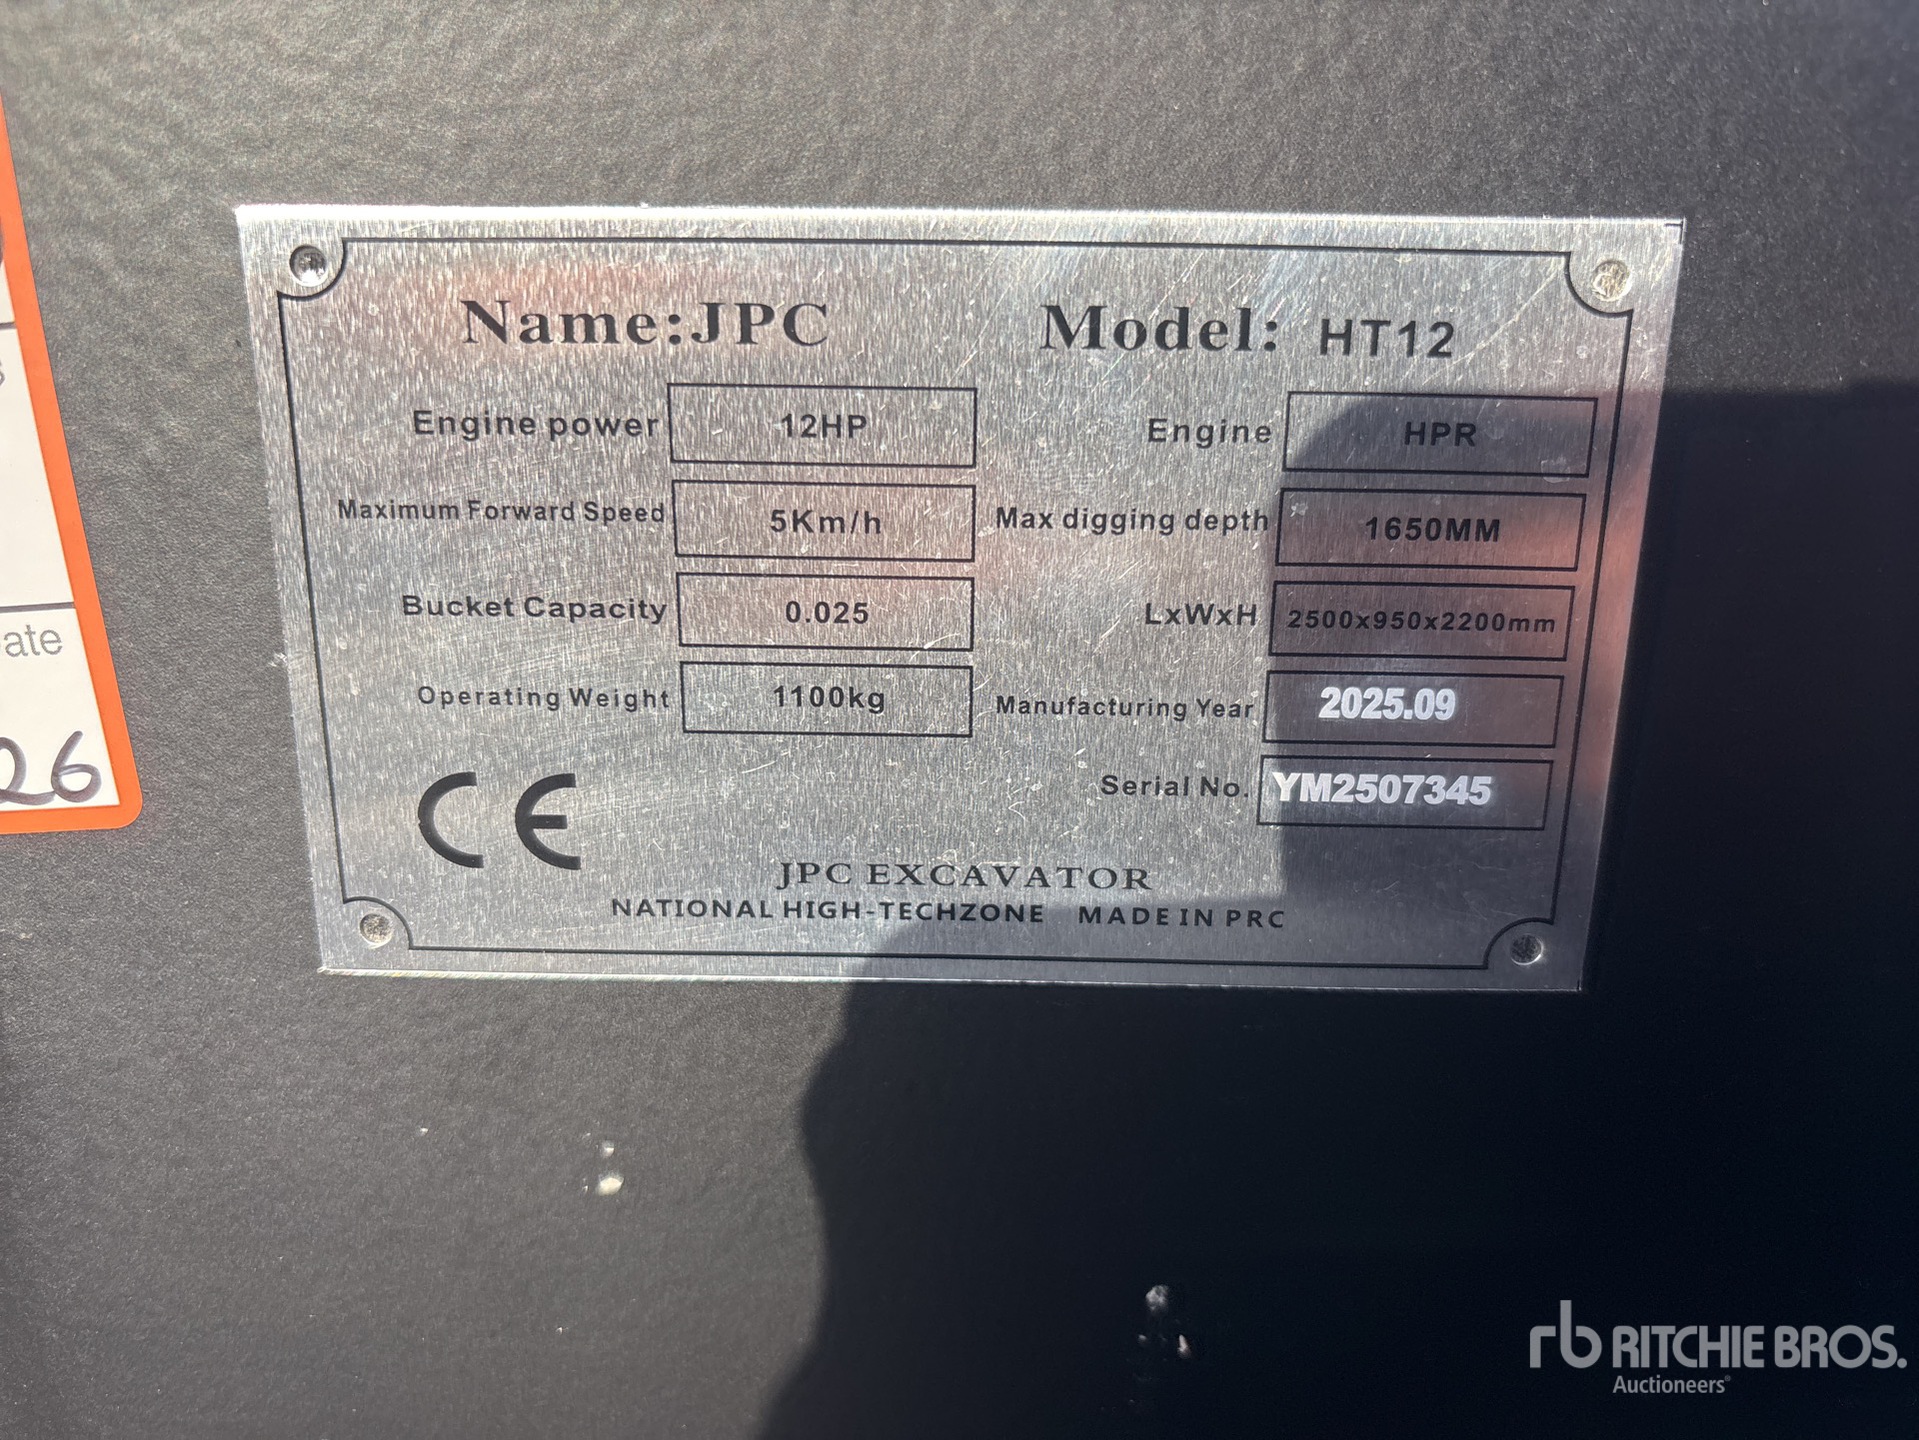 Name:JPC Model: HT12
Engine power 12HP Engine HPR
Maximum Forward Speed 5Km/h Max digging depth 1650MM
Bucket Capacity 0.025 LxWxH 2500x950x2200mm
Operating Weight 1100kg Manufacturing Year 2025.09
Serial No. YM2507345
CE
JPC EXCAVATOR
NATIONAL HIGH-TECHZONE MADE IN PRC
ate
26
rb RITCHIE BROS.
Auctioneers®